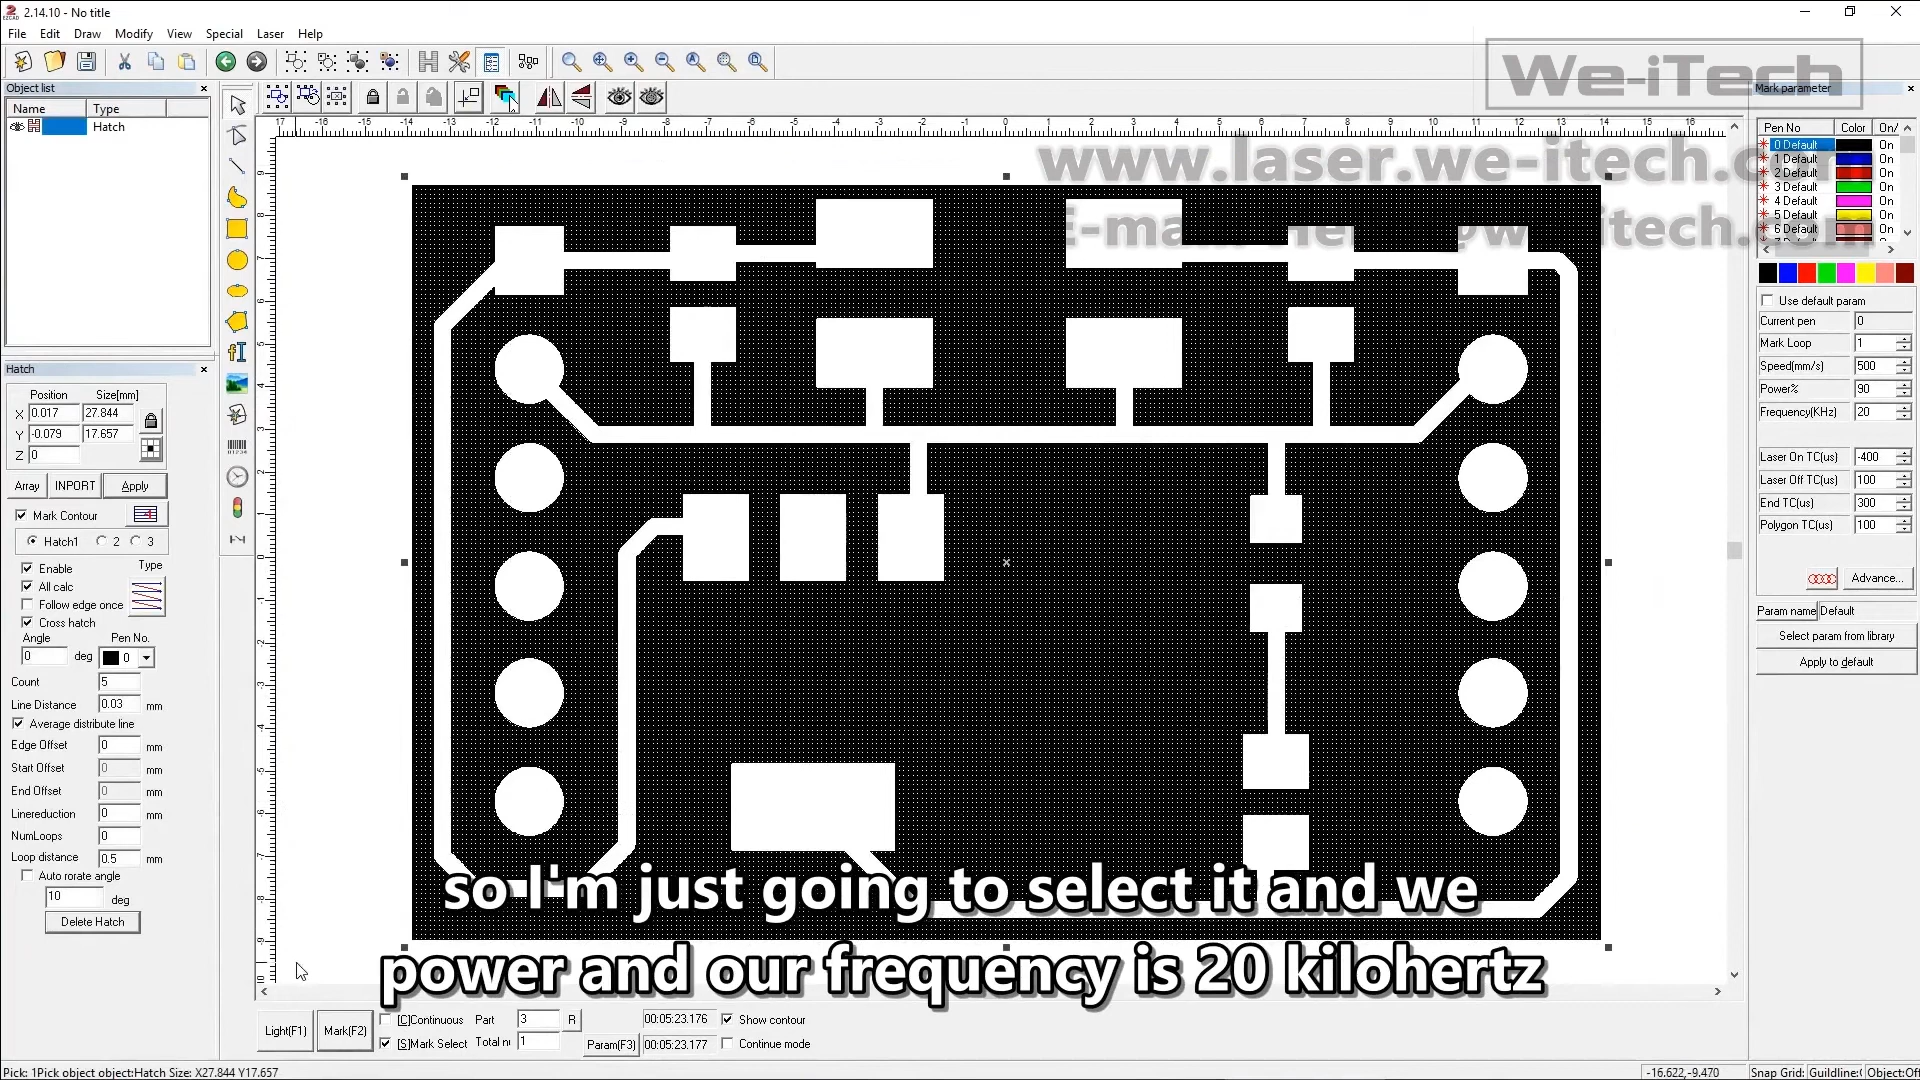 2.14.10 - No title
File Edit Draw Modify View Special Laser Help
We-iTech
Object list
Name Type
Hatch
www.laser.we-itech.co
Mark parameter
Pen No Color On/
0 Default On
1 Default On
2 Default On
3 Default On
4 Default On
5 Default On
6 Default On
Use default param
Current pen 0
Mark Loop 1
Speed(mm/s) 500
Power% 90
Frequency(KHz) 20
Laser On TC(us) -400
Laser Off TC(us) 100
End TC(us) 300
Polygon TC(us) 100
Advance...
Param name Default
Select param from library
Apply to default
Hatch
Position Size[mm]
X 0.017 27.844
Y -0.079 17.657
Z 0
Array INPORT Apply
Mark Contour
Hatch1 2 3
Enable Type
All calc
Follow edge once
Cross hatch
Angle Pen No.
0 deg 0
Count 5
Line Distance 0.03 mm
Average distribute line
Edge Offset 0 mm
Start Offset 0 mm
End Offset 0 mm
Linereduction 0 mm
NumLoops 0
Loop distance 0.5 mm
Auto rorate angle
10 deg
Delete Hatch
so I'm just going to select it and we
power and our frequency is 20 kilohertz
Light(F1) Mark(F2) [C]Continuous Part 3 R 00:05:23.176 Show contour
[S]Mark Select Total nu 1 Param(F3) 00:05:23.177 Continue mode
Pick: 1Pick object object:Hatch Size: X27.844 Y17.657 -16.622,-9.470 Snap Grid: Guildline:( Object:Off